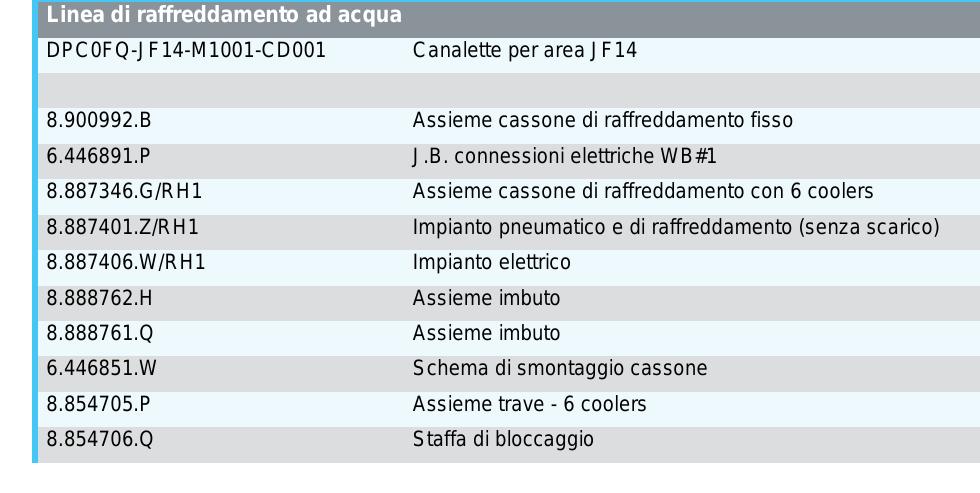 Linea di raffreddamento ad acqua
DPC0FQ-JF14-M1001-CD001 Canalette per area JF14
8.900992.B Assieme cassone di raffreddamento fisso
6.446891.P J.B. connessioni elettriche WB#1
8.887346.G/RH1 Assieme cassone di raffreddamento con 6 coolers
8.887401.Z/RH1 Impianto pneumatico e di raffreddamento (senza scarico)
8.887406.W/RH1 Impianto elettrico
8.888762.H Assieme imbuto
8.888761.Q Assieme imbuto
6.446851.W Schema di smontaggio cassone
8.854705.P Assieme trave - 6 coolers
8.854706.Q Staffa di bloccaggio